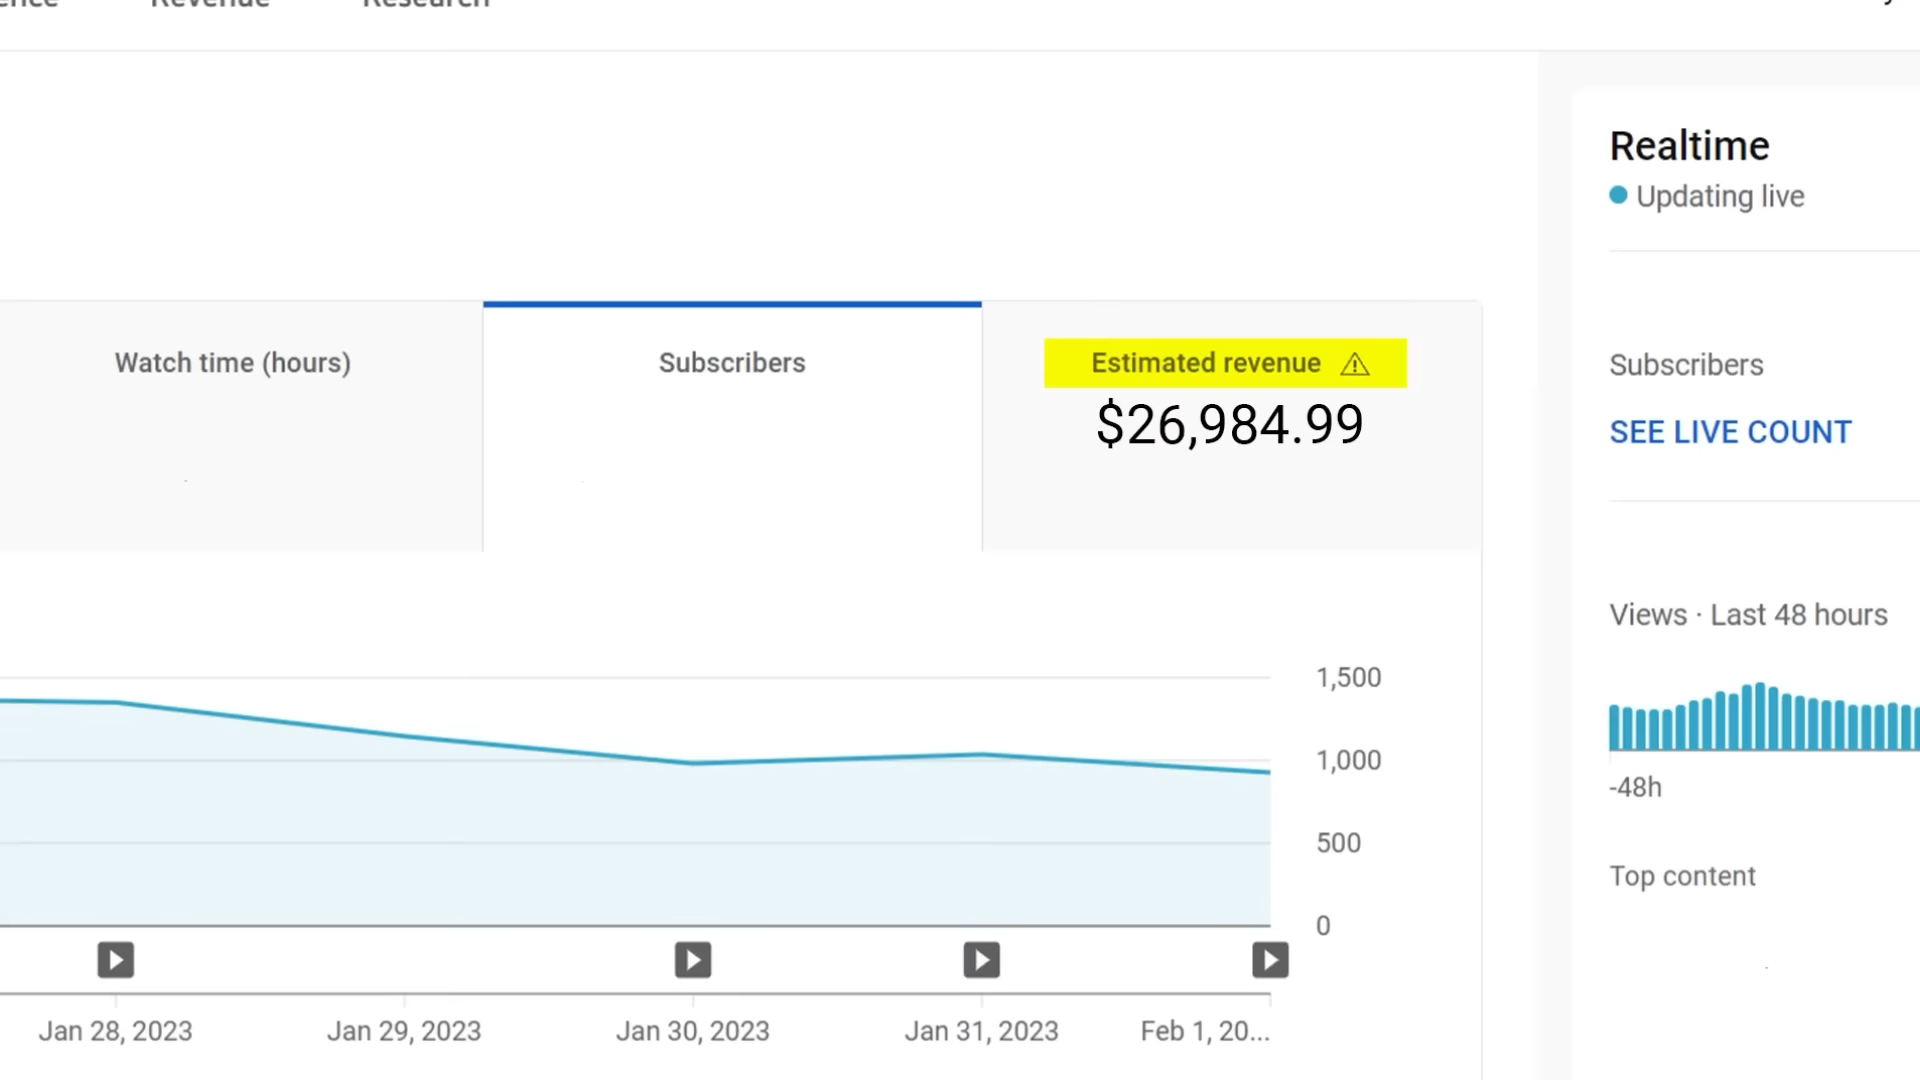 Revenue
Research
Realtime
Updating live
Watch time (hours)
Subscribers
Estimated revenue
$26,984.99
Subscribers
SEE LIVE COUNT
Views · Last 48 hours
-48h
Top content
1,500
1,000
500
0
Jan 28, 2023
Jan 29, 2023
Jan 30, 2023
Jan 31, 2023
Feb 1, 20...